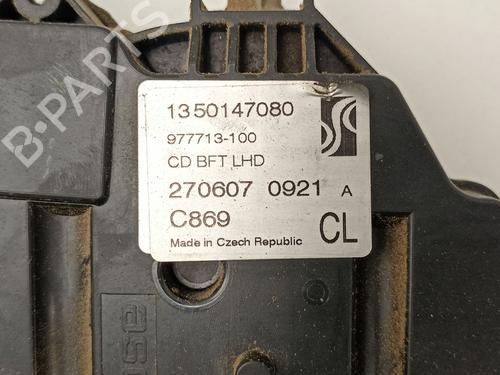 B-PARTS
1350147080
977713-100
CD BFT LHD
270607 0921 A
C869
CL
Made in Czech Republic